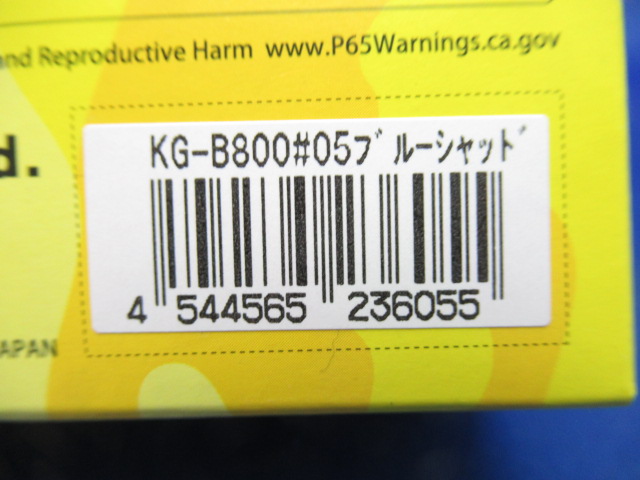 and Reproductive Harm www.P65Warnings.ca.gov
d.
KG-B800#05ブルーシャッド
4 544565 236055
JAPAN